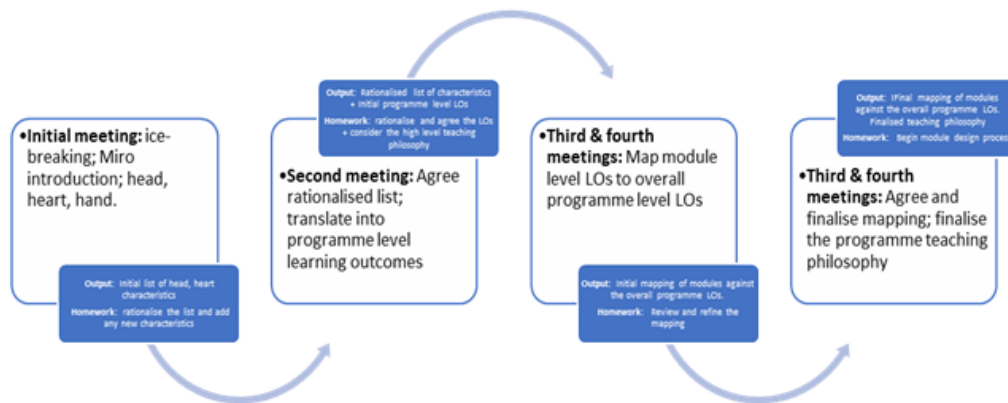 •Initial meeting: ice-
breaking; Miro
introduction; head,
heart, hand.
Output: Initial list of head, heart
characteristics
Homework: rationalise the list and add
any new characteristics
Output: Rationalised list of characteristics
+ Initial programme level LOs
Homework: rationalise and agree the LOs
+ consider the high level teaching
philosophy
•Second meeting: Agree
rationalised list;
translate into
programme level
learning outcomes
•Third & fourth
meetings: Map module
level LOs to overall
programme level LOs
Output: Initial mapping of modules against
the overall programme LOs.
Homework: Review and refine the
mapping
Output: IFinal mapping of modules
against the overall programme LOs.
Finalised teaching philosophy
Homework: Begin module design proces
•Third & fourth
meetings: Agree and
finalise mapping; finalise
the programme teaching
philosophy